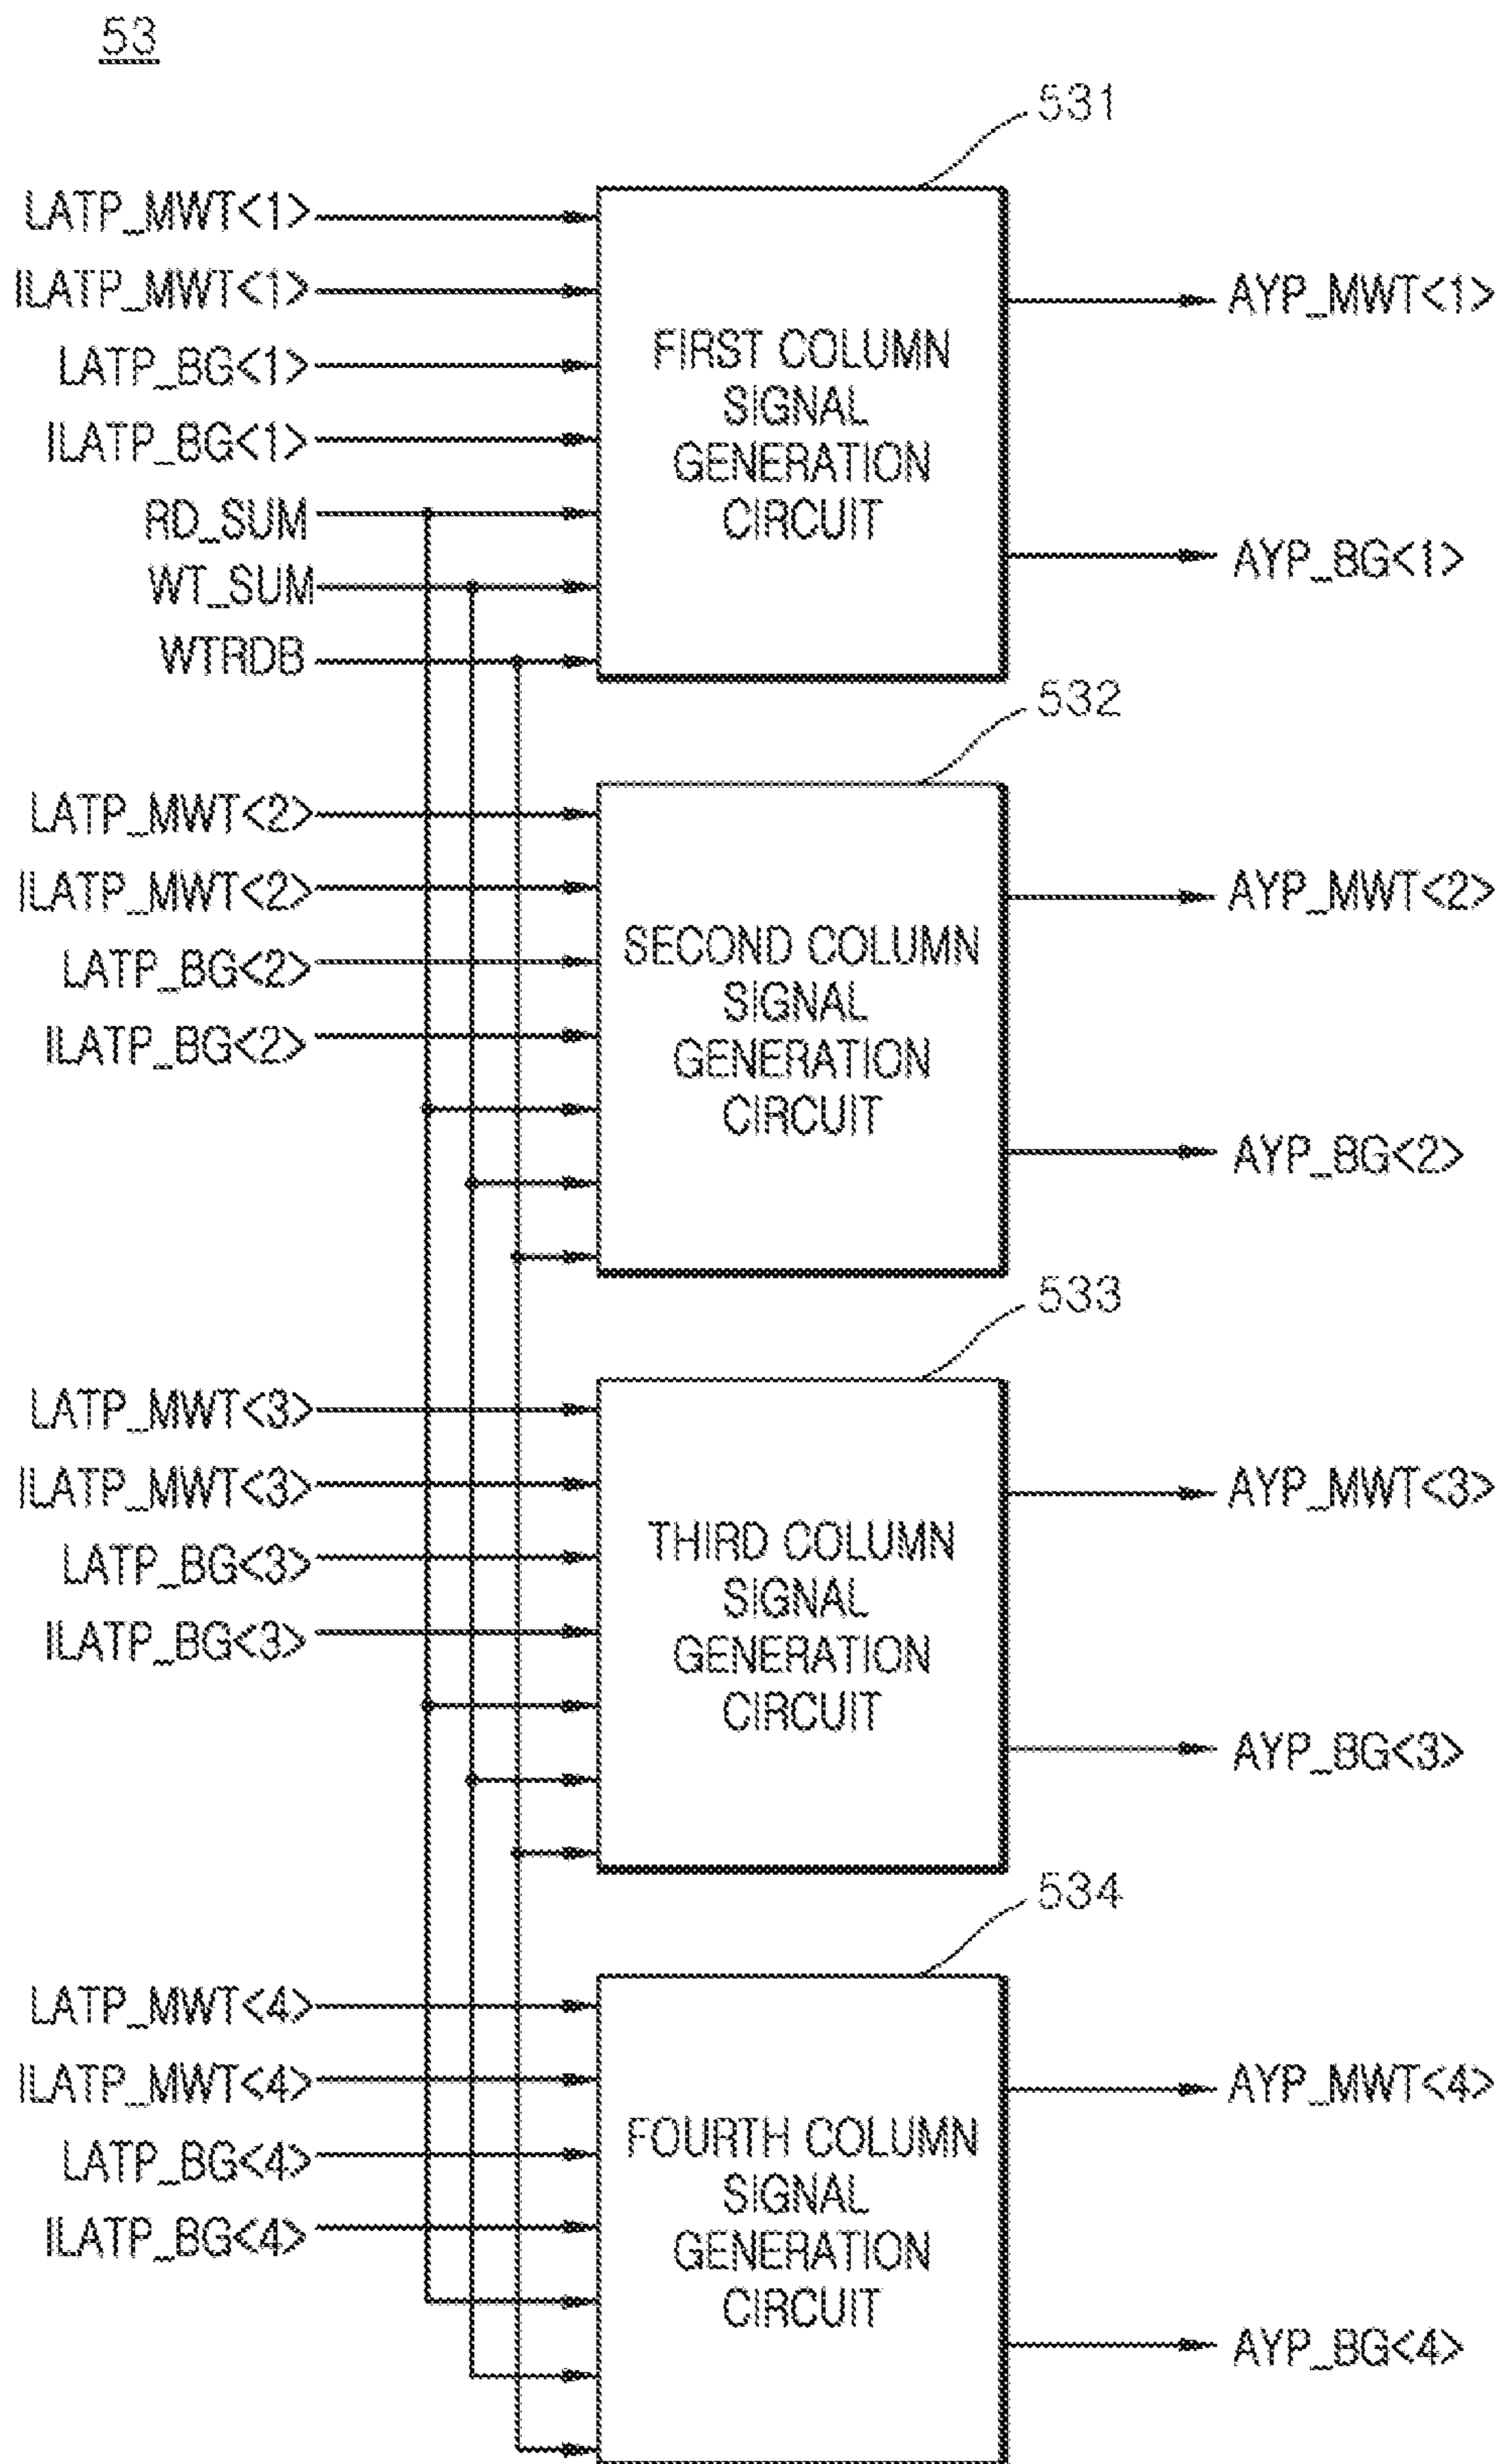 53
531
LATP_MWT<1>
ILATP_MWT<1>
LATP_BG<1>
ILATP_BG<1>
RD_SUM
WT_SUM
WTRDB
FIRST COLUMN
SIGNAL
GENERATION
CIRCUIT
AYP_MWT<1>
AYP_BG<1>
532
LATP_MWT<2>
ILATP_MWT<2>
LATP_BG<2>
ILATP_BG<2>
SECOND COLUMN
SIGNAL
GENERATION
CIRCUIT
AYP_MWT<2>
AYP_BG<2>
533
LATP_MWT<3>
ILATP_MWT<3>
LATP_BG<3>
ILATP_BG<3>
THIRD COLUMN
SIGNAL
GENERATION
CIRCUIT
AYP_MWT<3>
AYP_BG<3>
534
LATP_MWT<4>
ILATP_MWT<4>
LATP_BG<4>
ILATP_BG<4>
FOURTH COLUMN
SIGNAL
GENERATION
CIRCUIT
AYP_MWT<4>
AYP_BG<4>